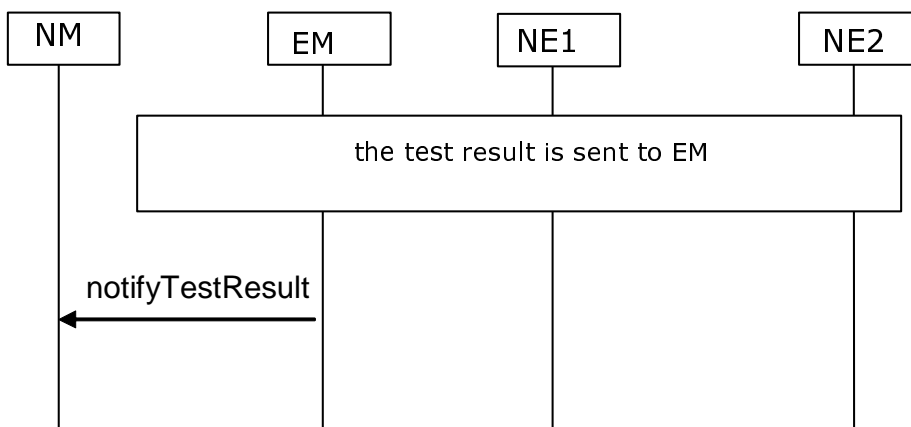 NM
EM
NE1
NE2
the test result is sent to EM
notifyTestResult